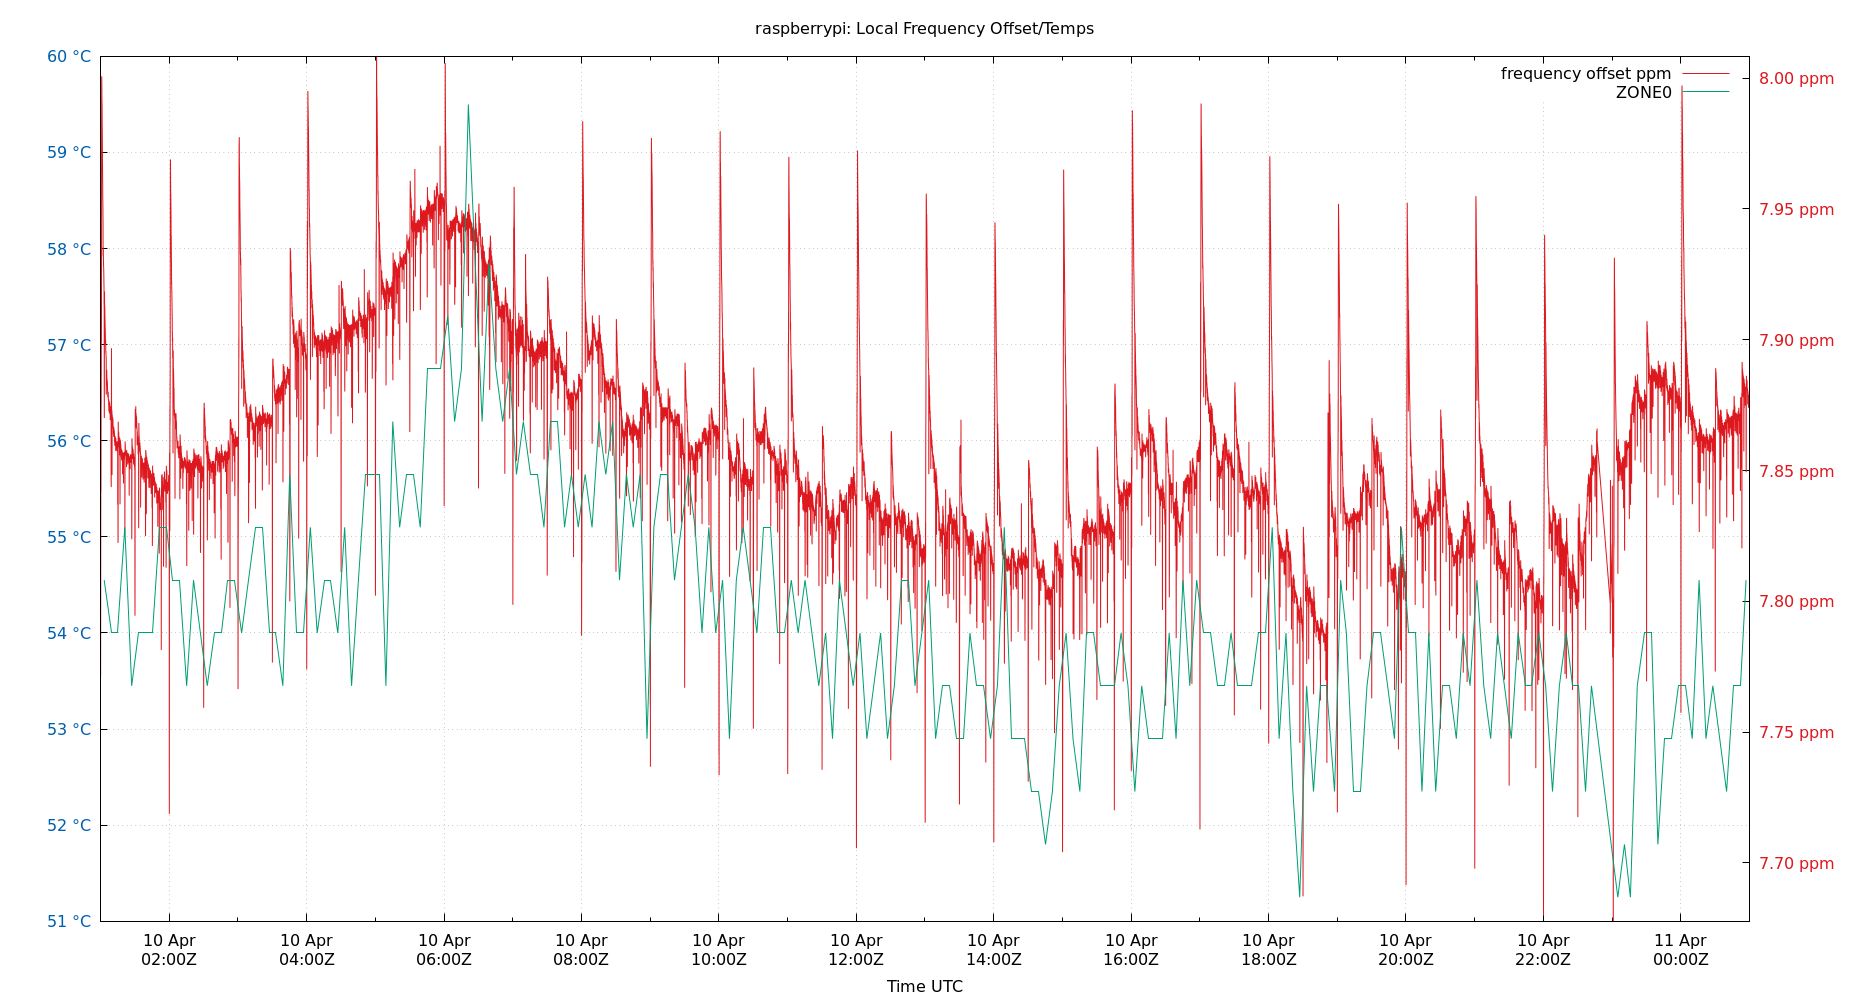 raspberrypi: Local Frequency Offset/Temps
60 °C
59 °C
58 °C
57 °C
56 °C
55 °C
54 °C
53 °C
52 °C
51 °C
frequency offset ppm
ZONE0
8.00 ppm
7.95 ppm
7.90 ppm
7.85 ppm
7.80 ppm
7.75 ppm
7.70 ppm
10 Apr
02:00Z
10 Apr
04:00Z
10 Apr
06:00Z
10 Apr
08:00Z
10 Apr
10:00Z
10 Apr
12:00Z
10 Apr
14:00Z
10 Apr
16:00Z
10 Apr
18:00Z
10 Apr
20:00Z
10 Apr
22:00Z
11 Apr
00:00Z
Time UTC